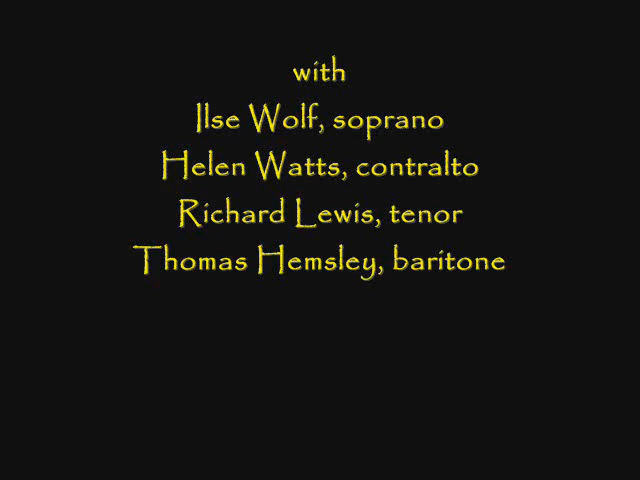 with
Ilse Wolf, soprano
Helen Watts, contralto
Richard Lewis, tenor
Thomas Hemsley, baritone